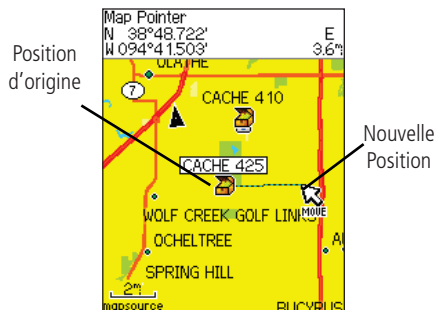 Map Pointer
N 38°48.722' E
W 094°41.503' 3.6m
Position
d'origine
OLATHE
7
CACHE 410
Nouvelle
Position
CACHE 425
MOVE
WOLF CREEK GOLF LINKS
OCHELTREE
SPRING HILL
2m
mapsource
BUCYRUS